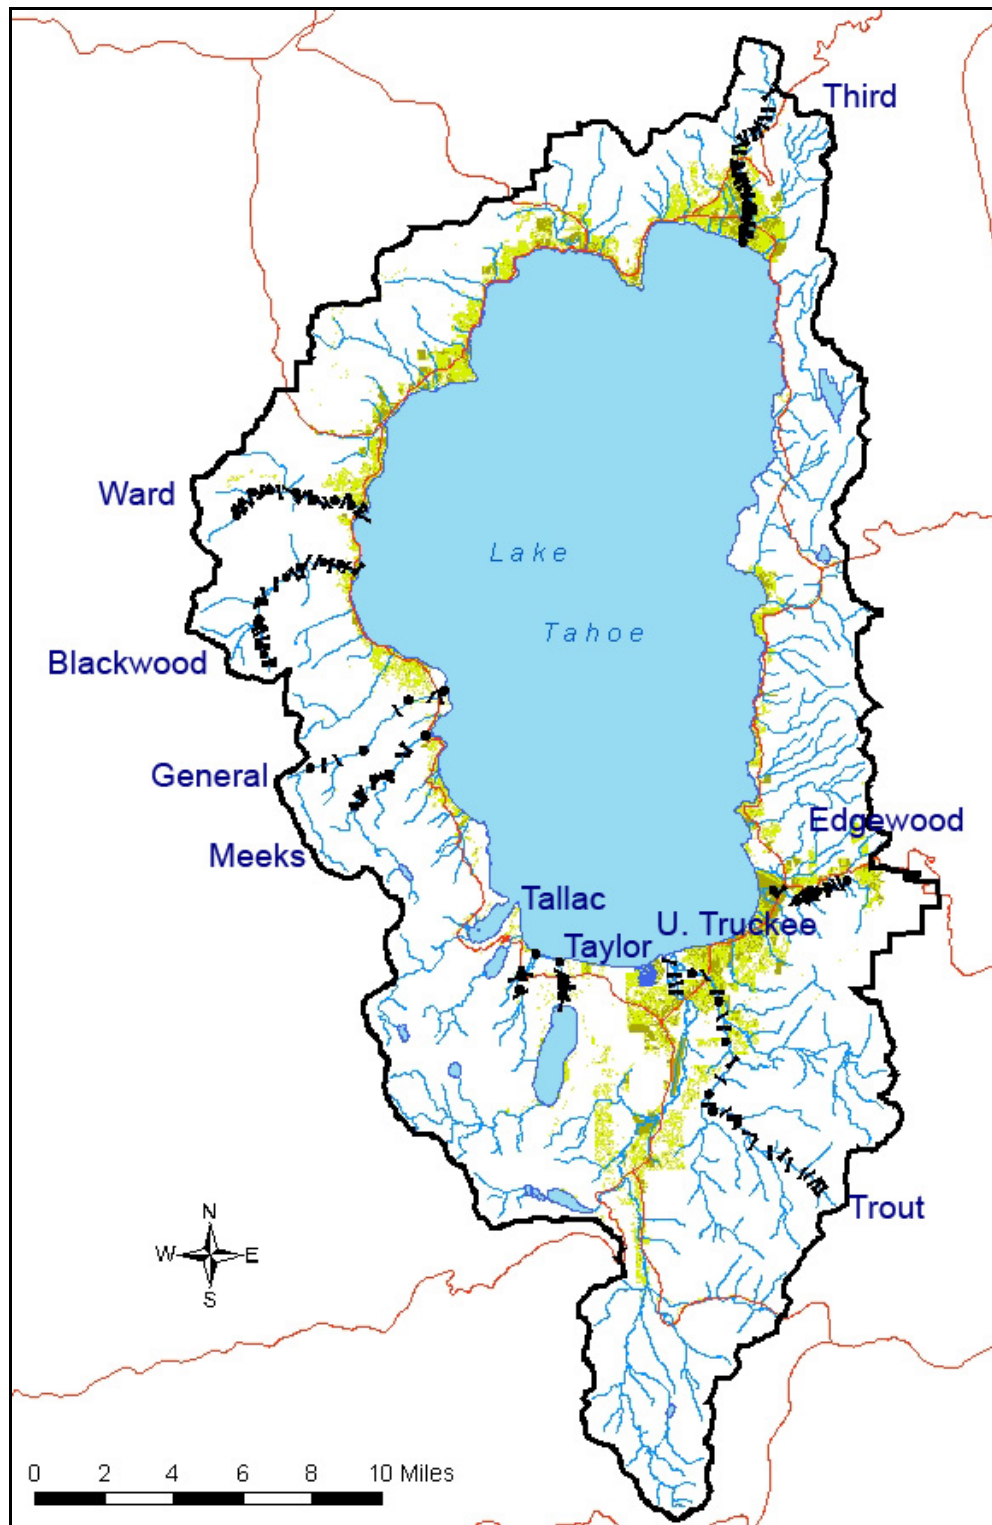 Third
Ward
Lake
Tahoe
Blackwood
General
Edgewood
Meeks
Tallac
U. Truckee
Taylor
Trout
N
W E
S
0 2 4 6 8 10 Miles